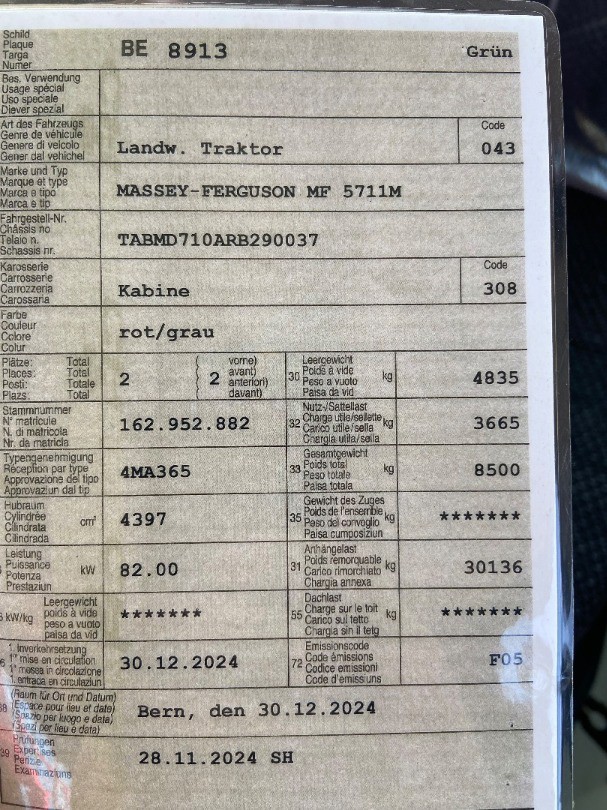 Schild
Plaque
Targa
Numer
BE 8913 Grün
Bes. Verwendung
Usage spécial
Uso speciale
Diever spezial
Art des Fahrzeugs
Genre de véhicule
Genere di veicolo
Gener dal vehichel
Landw. Traktor
Code
043
Marke und Typ
Marque et type
Marca e tipo
Marca e tip
MASSEY-FERGUSON MF 5711M
Fahrgestell-Nr.
Châssis no
Telaio n.
Schassis nr.
TABMD710ARB290037
Karosserie
Carrosserie
Carrozzeria
Carossaria
Kabine
Code
308
Farbe
Couleur
Colore
Colur
rot/grau
Plätze: Total
Places: Total
Posti: Totale
Plazs: Total
2
( vorne)
avant)
anteriori)
( davant)
2
30 Leergewicht
Poids à vide
Peso a vuoto
Paisa da vid
kg
4835
Stammnummer
N° matricule
N. di matricola
Nr. da matricla
162.952.882
32 Nutz-/Sattellast
Charge utile/sellette
Carico utile/sella
Chargia utila/sella
kg
3665
Typengenehmigung
Réception par type
Approvazione del tipo
Approvaziun dal tip
4MA365
33 Gesamtgewicht
Poids total
Peso totale
Paisa totala
kg
8500
Hubraum
Cylindrée
Cilindrata
Cilindrada
cm³
4397
35 Gewicht des Zuges
Poids de l'ensemble
Peso del convoglio
Paisa cumposiziun
kg
*******
Leistung
Puissance
Potenza
Prestaziun
kW
82.00
31 Anhängelast
Poids remorquable
Carico rimorchiato
Chargia annexa
kg
30136
kW/kg
Leergewicht
poids à vide
peso a vuoto
paisa da vid
*******
55 Dachlast
Charge sur le toit
Carico sul tetto
Chargia sin il tetg
kg
*******
1. Inverkehrsetzung
1re mise en circulation
1a messa in circolazione
1. entrada en circulaziun
30.12.2024
72 Emissionscode
Code émissions
Codice emissioni
Code d'emissiuns
F05
38 (Raum für Ort und Datum)
(Espace pour lieu et date)
(Spazio per luogo e data)
(Spazi per lieu e data)
Bern, den 30.12.2024
39 Prüfungen
Expertises
Perizie
Examinaziuns
28.11.2024 SH